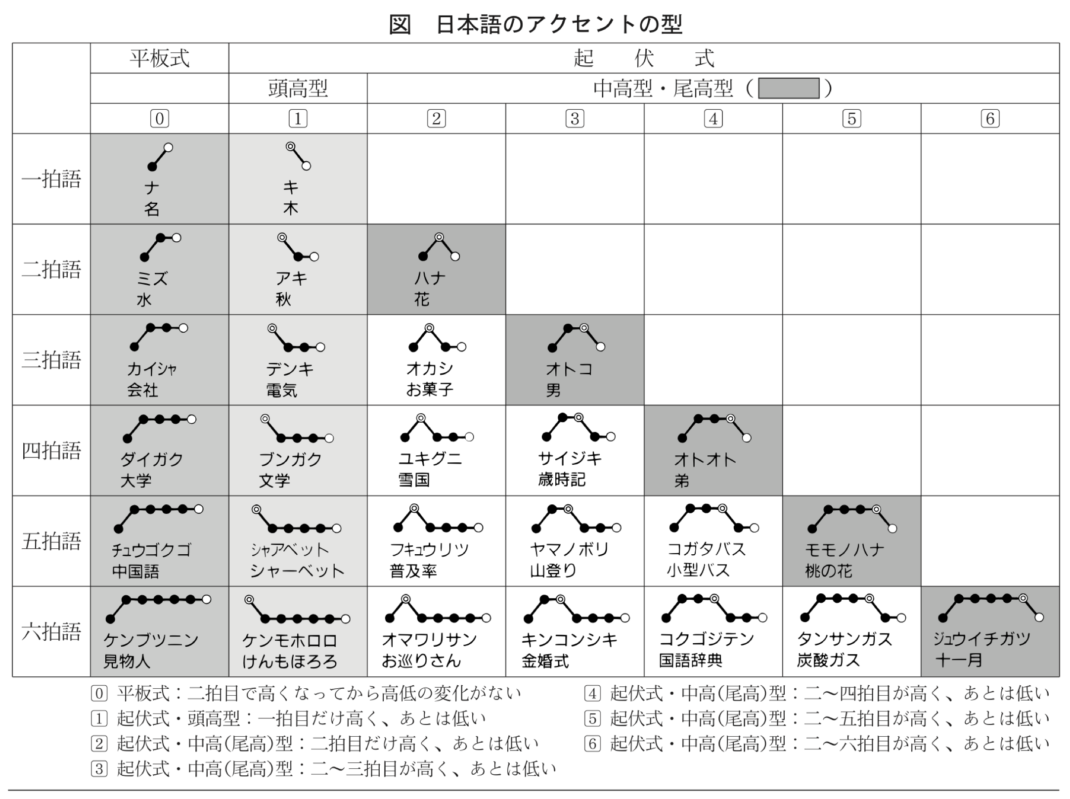 図 日本語のアクセントの型
平板式 起伏式
頭高型 中高型・尾高型（ ）
0 1 2 3 4 5 6
一拍語
ナ キ
名 木
二拍語
ミズ アキ ハナ
水 秋 花
三拍語
カイシャ デンキ オカシ オトコ
会社 電気 お菓子 男
四拍語
ダイガク ブンガク ユキグニ サイジキ オトオト
大学 文学 雪国 歳時記 弟
五拍語
チュウゴクゴ シャアベット フキュウリツ ヤマノボリ コガタバス モモノハナ
中国語 シャーベット 普及率 山登り 小型バス 桃の花
六拍語
ケンブツニン ケンモホロロ オマワリサン キンコンシキ コクゴジテン タンサンガス ジュウイチガツ
見物人 けんもほろろ お巡りさん 金婚式 国語辞典 炭酸ガス 十一月
0 平板式：二拍目で高くなってから高低の変化がない
1 起伏式・頭高型：一拍目だけ高く、あとは低い
2 起伏式・中高(尾高)型：二拍目だけ高く、あとは低い
3 起伏式・中高(尾高)型：二〜三拍目が高く、あとは低い
4 起伏式・中高(尾高)型：二〜四拍目が高く、あとは低い
5 起伏式・中高(尾高)型：二〜五拍目が高く、あとは低い
6 起伏式・中高(尾高)型：二〜六拍目が高く、あとは低い